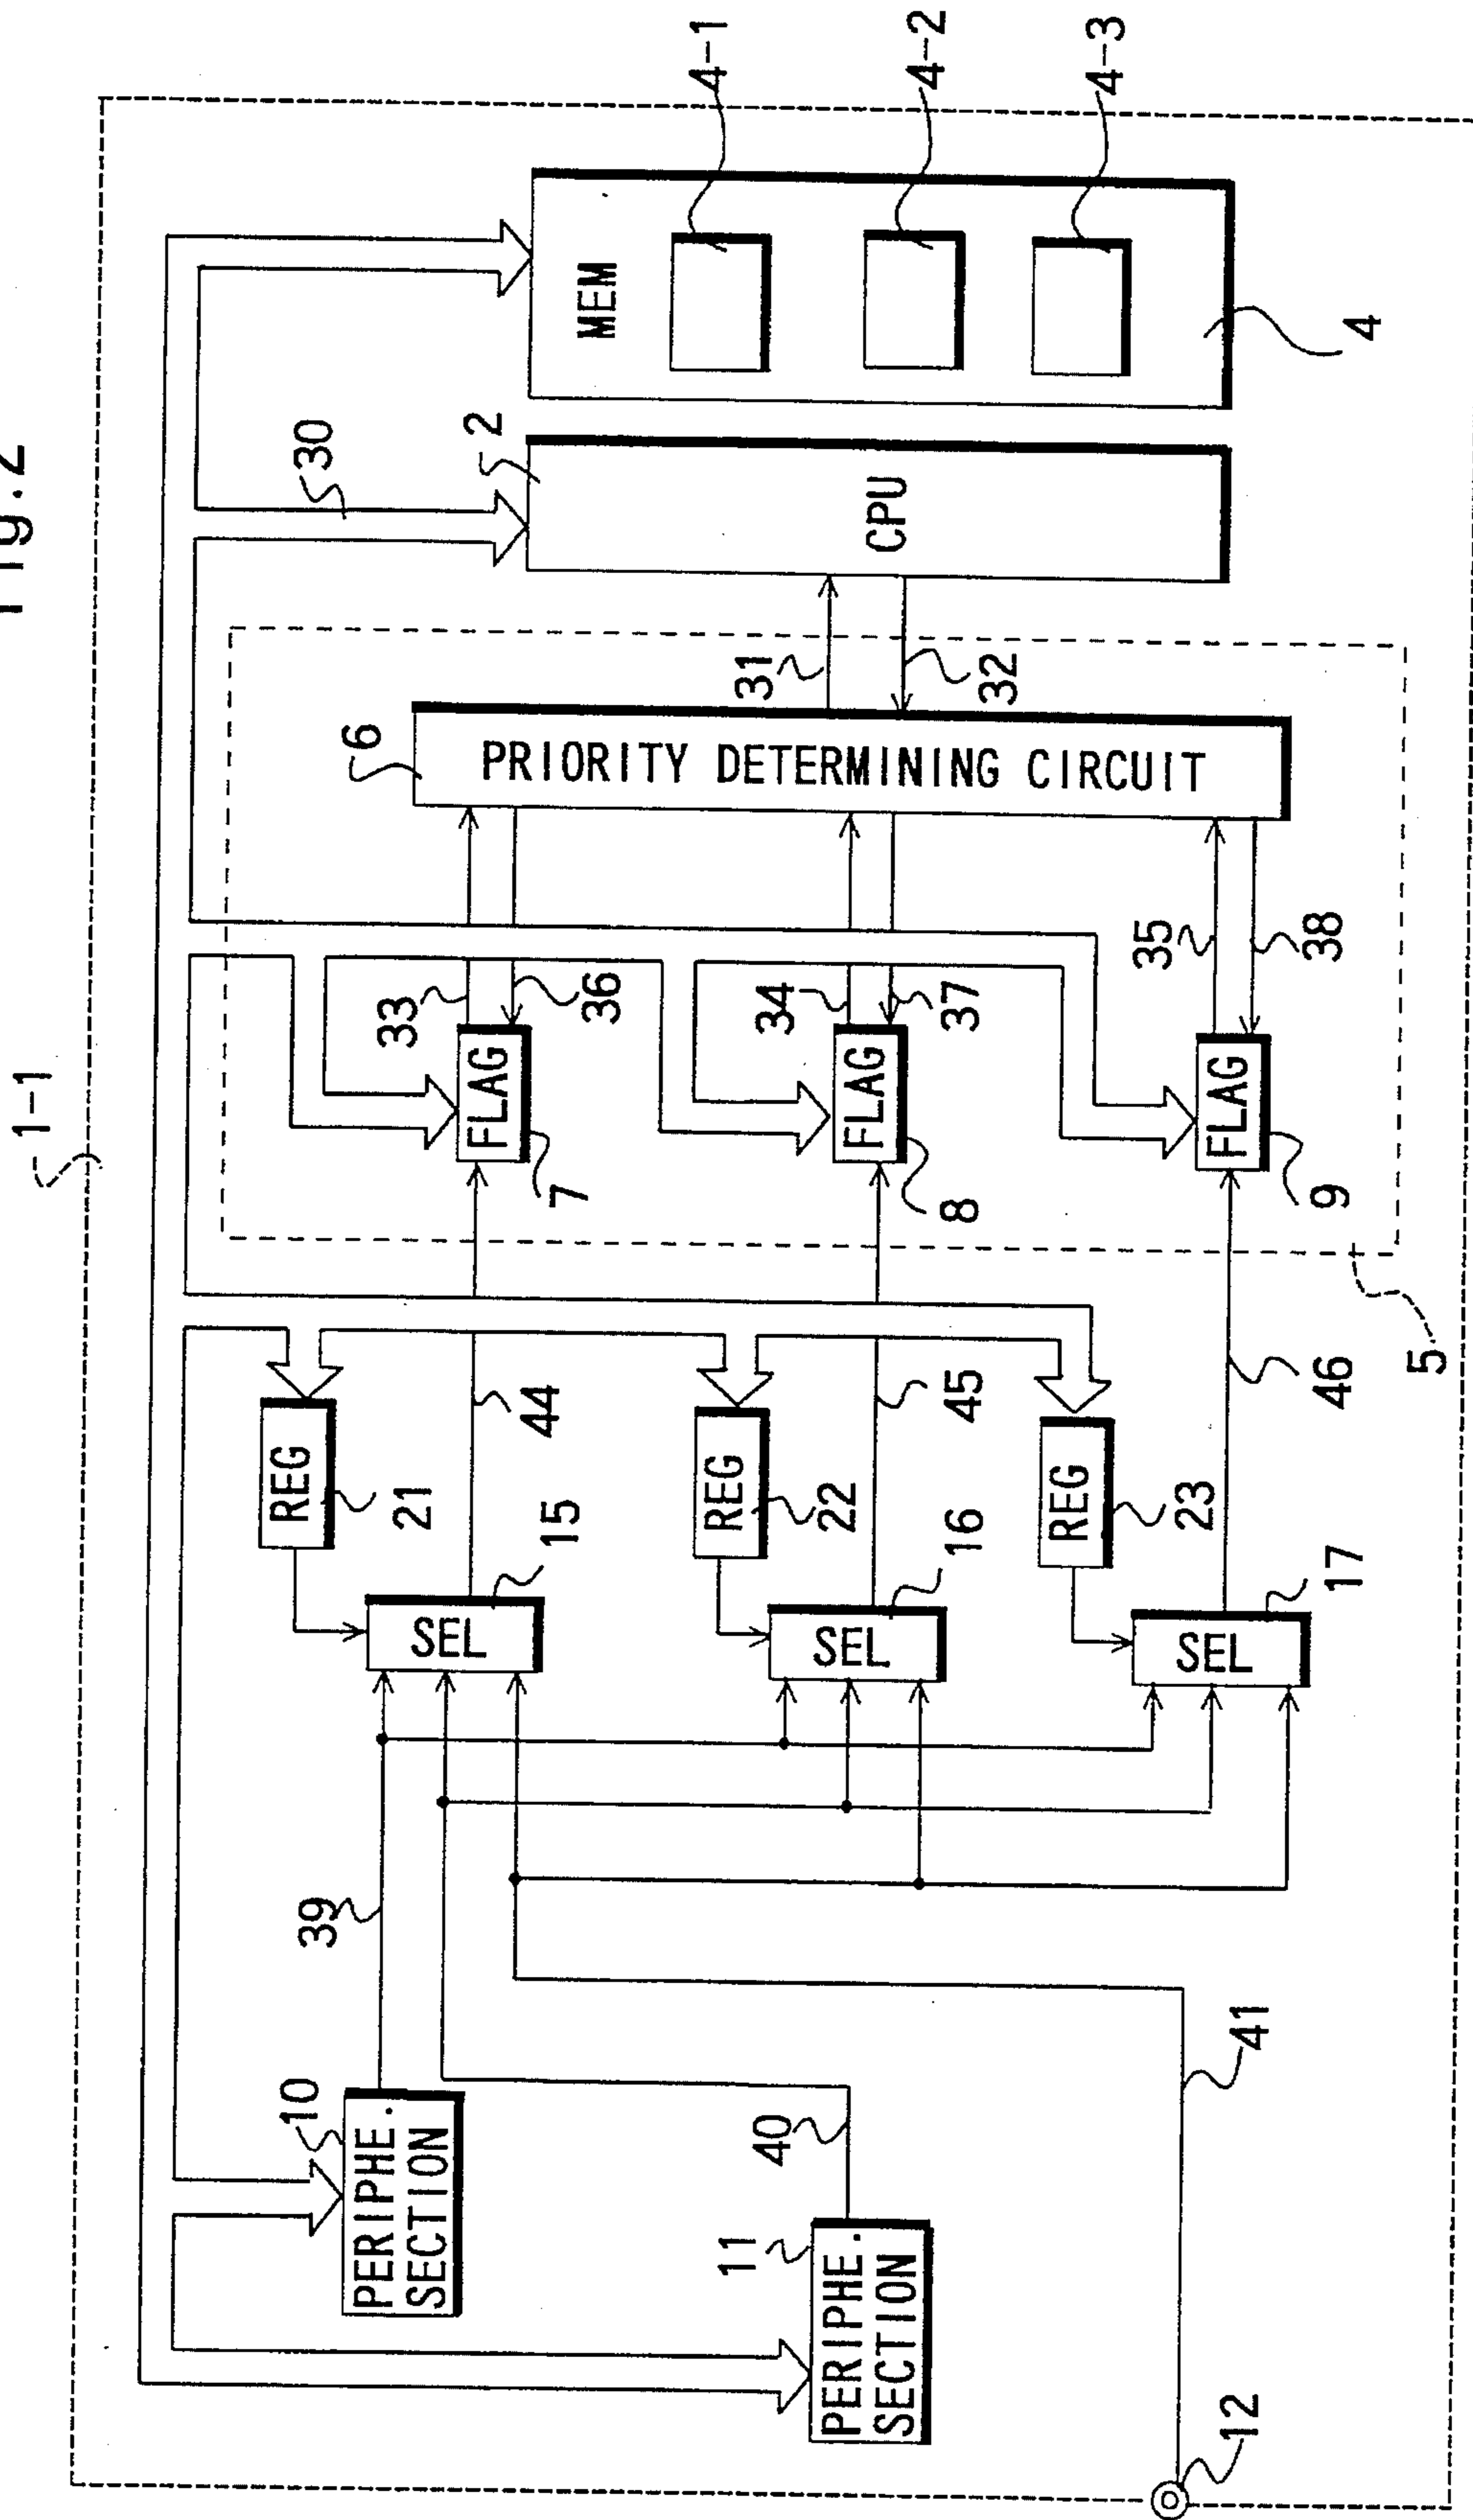 Fig.2
1-1
30
2
4-1
4-2
4-3
MEM
4
CPU
6
31
32
PRIORITY DETERMINING CIRCUIT
33
36
34
37
35
38
FLAG
7
FLAG
8
FLAG
9
5
REG
21
44
REG
22
45
REG
23
46
SEL
15
SEL
16
SEL
17
39
10
PERIPHE.
SECTION
40
11
PERIPHE.
SECTION
41
12